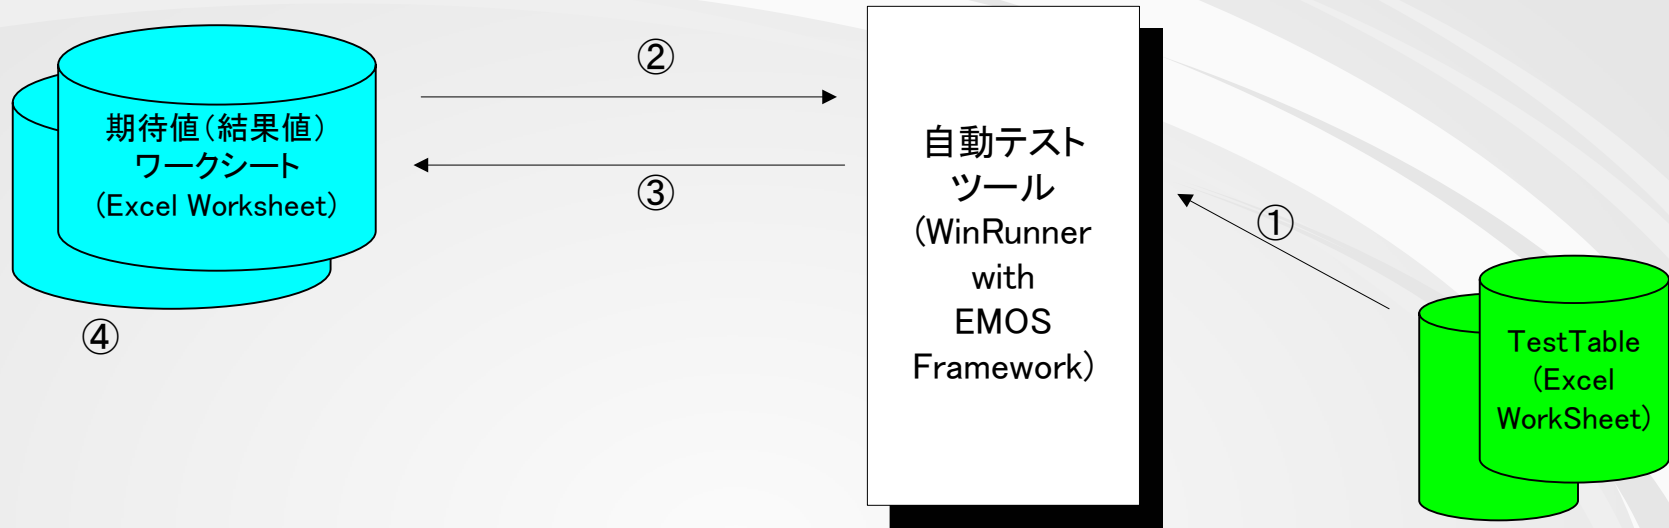 ②
期待値(結果値)
ワークシート
(Excel Worksheet)
③
④
自動テスト
ツール
(WinRunner
with
EMOS
Framework)
①
TestTable
(Excel
WorkSheet)